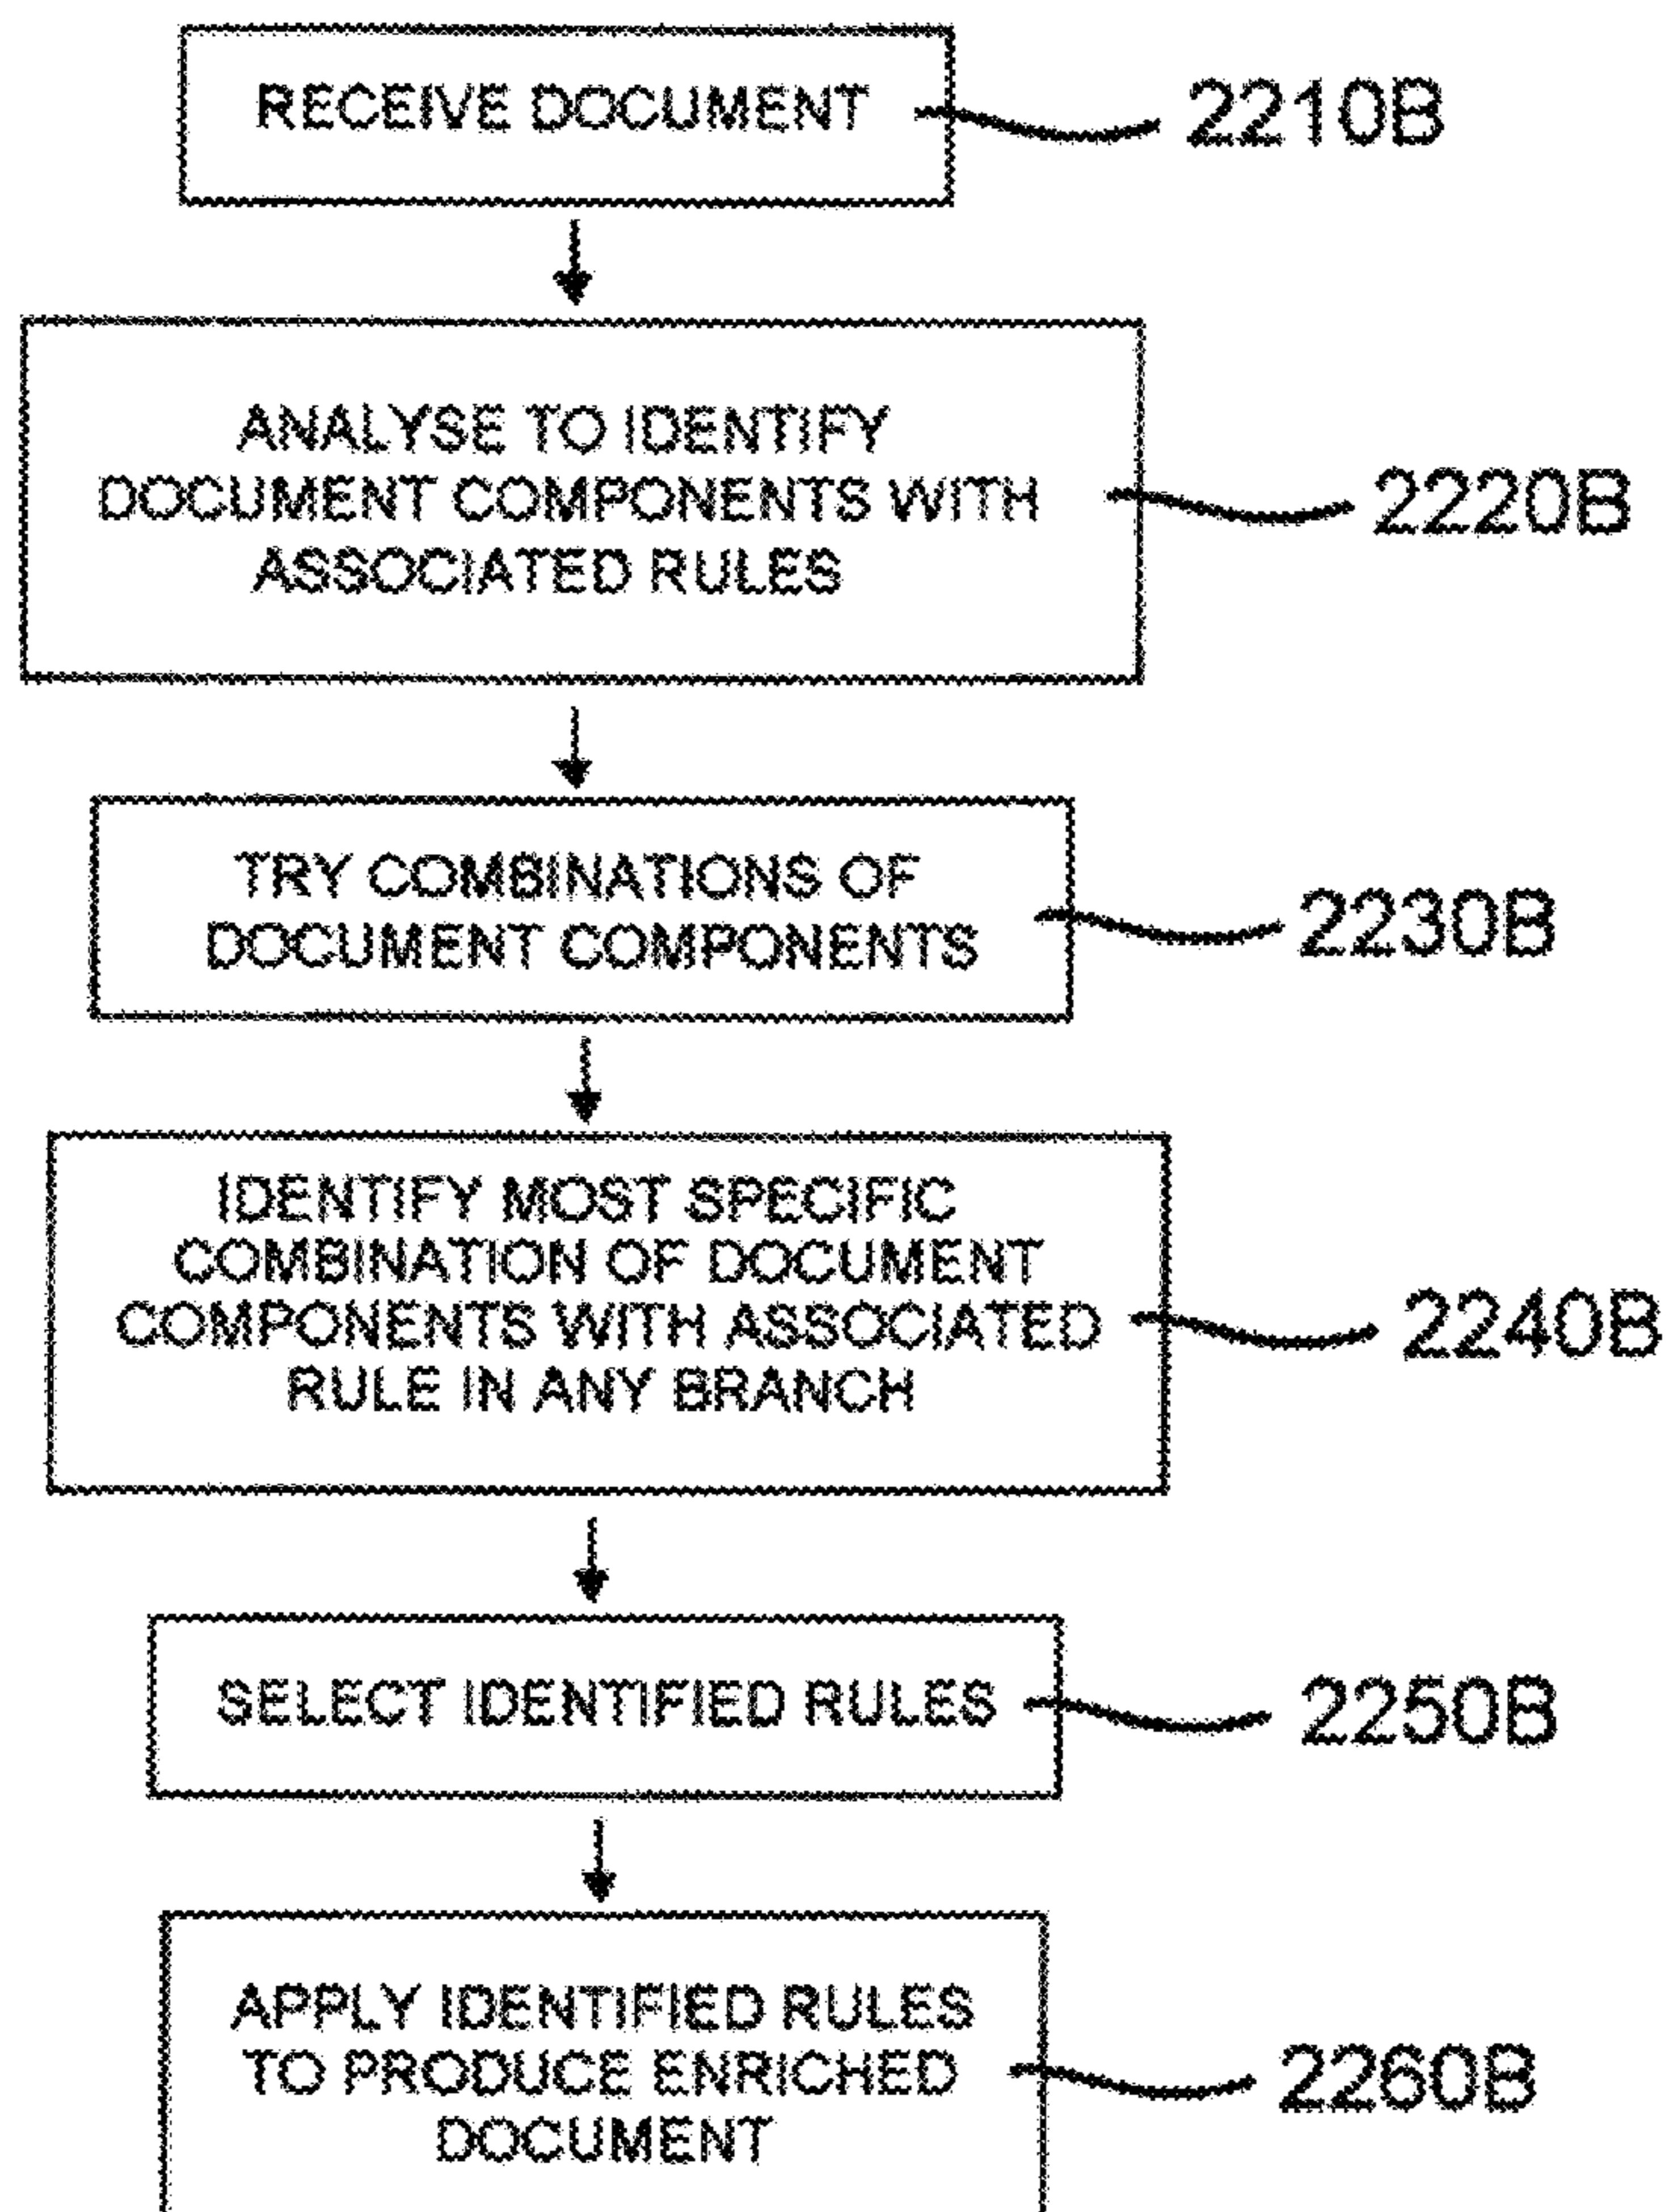 RECEIVE DOCUMENT
2210B
ANALYSE TO IDENTIFY
DOCUMENT COMPONENTS WITH
ASSOCIATED RULES
2220B
TRY COMBINATIONS OF
DOCUMENT COMPONENTS
2230B
IDENTIFY MOST SPECIFIC
COMBINATION OF DOCUMENT
COMPONENTS WITH ASSOCIATED
RULE IN ANY BRANCH
2240B
SELECT IDENTIFIED RULES
2250B
APPLY IDENTIFIED RULES
TO PRODUCE ENRICHED
DOCUMENT
2260B